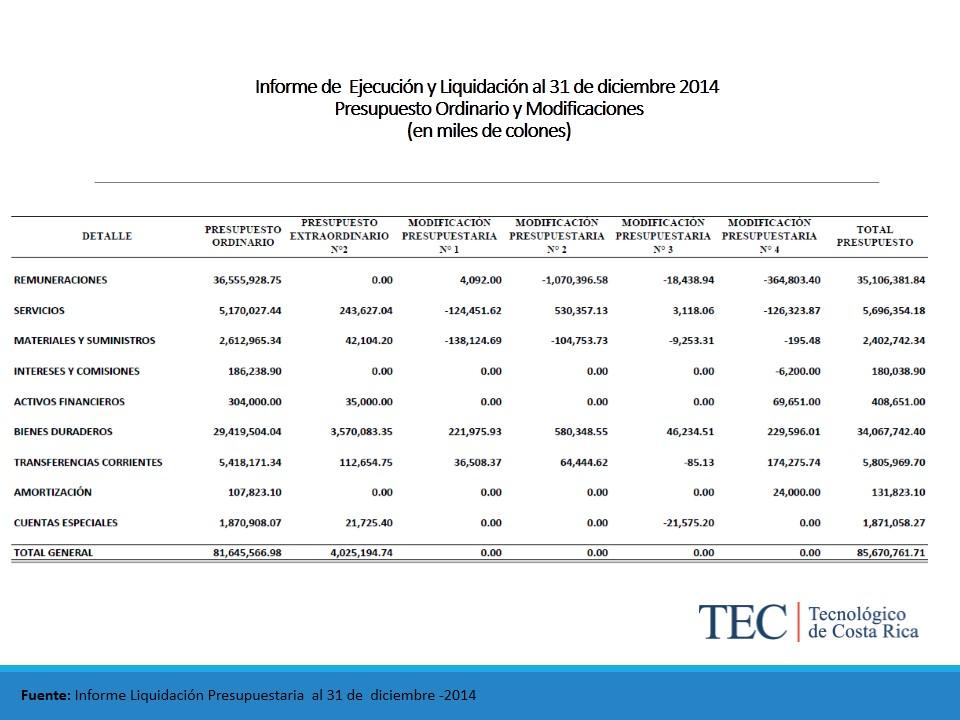 Informe de Ejecución y Liquidación al 31 de diciembre 2014
Presupuesto Ordinario y Modificaciones
(en miles de colones)
DETALLE PRESUPUESTO ORDINARIO PRESUPUESTO EXTRAORDINARIO N°2 MODIFICACIÓN PRESUPUESTARIA N° 1 MODIFICACIÓN PRESUPUESTARIA N° 2 MODIFICACIÓN PRESUPUESTARIA N° 3 MODIFICACIÓN PRESUPUESTARIA N° 4 TOTAL PRESUPUESTO
REMUNERACIONES 36,555,928.75 0.00 4,092.00 -1,070,396.58 -18,438.94 -364,803.40 35,106,381.84
SERVICIOS 5,170,027.44 243,627.04 -124,451.62 530,357.13 3,118.06 -126,323.87 5,696,354.18
MATERIALES Y SUMINISTROS 2,612,965.34 42,104.20 -138,124.69 -104,753.73 -9,253.31 -195.48 2,402,742.34
INTERESES Y COMISIONES 186,238.90 0.00 0.00 0.00 0.00 -6,200.00 180,038.90
ACTIVOS FINANCIEROS 304,000.00 35,000.00 0.00 0.00 0.00 69,651.00 408,651.00
BIENES DURADEROS 29,419,504.04 3,570,083.35 221,975.93 580,348.55 46,234.51 229,596.01 34,067,742.40
TRANSFERENCIAS CORRIENTES 5,418,171.34 112,654.75 36,508.37 64,444.62 -85.13 174,275.74 5,805,969.70
AMORTIZACIÓN 107,823.10 0.00 0.00 0.00 0.00 24,000.00 131,823.10
CUENTAS ESPECIALES 1,870,908.07 21,725.40 0.00 0.00 -21,575.20 0.00 1,871,058.27
TOTAL GENERAL 81,645,566.98 4,025,194.74 0.00 0.00 0.00 0.00 85,670,761.71
TEC Tecnológico
de Costa Rica
Fuente: Informe Liquidación Presupuestaria al 31 de diciembre -2014